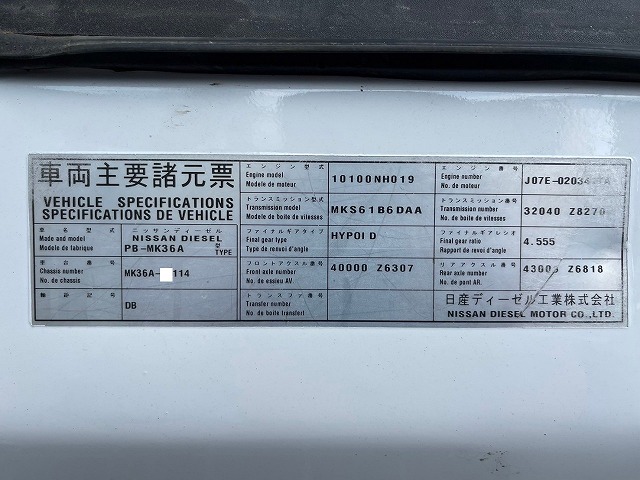 車両主要諸元票
VEHICLE SPECIFICATIONS
SPECIFICATIONS DE VEHICLE
車名型式
Made and model
Modele de fabrique
ニッサンディーゼル
NISSAN DIESEL
PB-MK36A 型 TYPE
車台番号
Chassis number
No. de chassis
MK36A- 114
軸距記号
DB
エンジン型式
Engine model
Modele de moteur
10100NH019
トランスミッション型式
Transmission model
Modele de boite de vitesses
MKS61B6DAA
ファイナルギアタイプ
Final gear type
Type de renvoi d'angle
HYPOID
フロントアクスル番号
Front axle number
No. de essieu AV.
40000 Z6307
トランスファ番号
Transfer number
No. de boite transfert
エンジン番号
Engine number
No. de moteur
J07E-0203
トランスミッション番号
Transmission number
No. de boite de vitesses
32040 Z8270
ファイナルギアレシオ
Final gear ratio
Rapport de renvoi d'angle
4.555
リアアクスル番号
Rear axle number
No. de pont AR.
43003 Z6818
日産ディーゼル工業株式会社
NISSAN DIESEL MOTOR CO.,LTD.